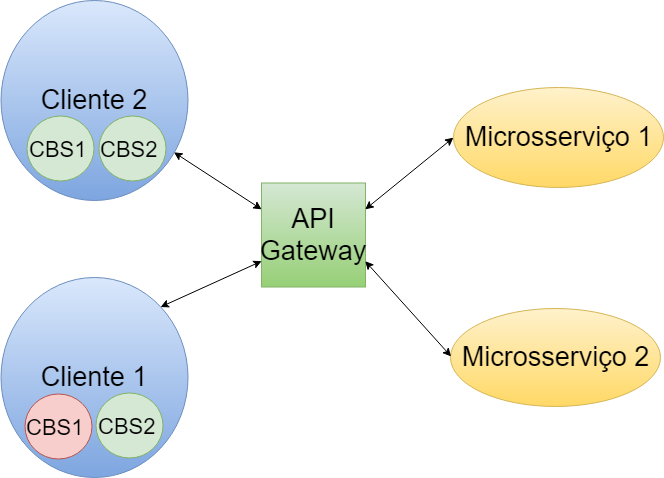 Cliente 2
CBS1
CBS2
Microsserviço 1
API
Gateway
Cliente 1
CBS1
CBS2
Microsserviço 2